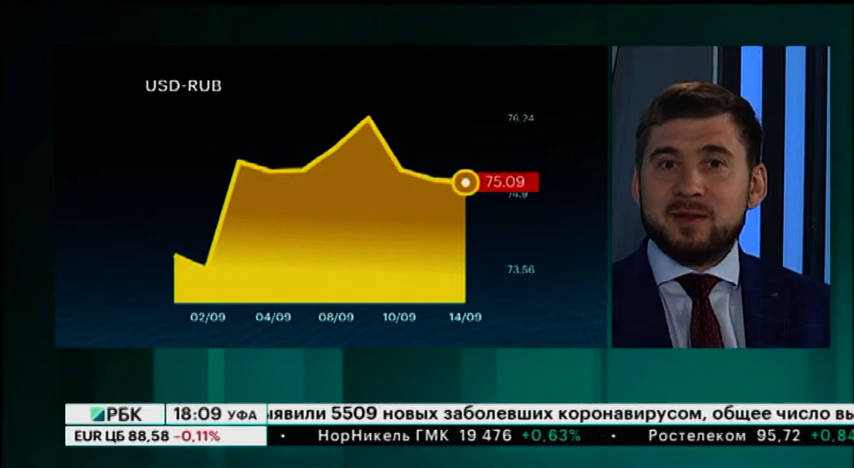 USD-RUB
76.24
75.09
74.9
73.56
02/09 04/09 08/09 10/09 14/09
РБК 18:09 УФА явили 5509 новых заболевших коронавирусом, общее число вы
EUR ЦБ 88,58 -0,11% • НорНикель ГМК 19 476 +0,63% • Ростелеком 95,72 +0,84